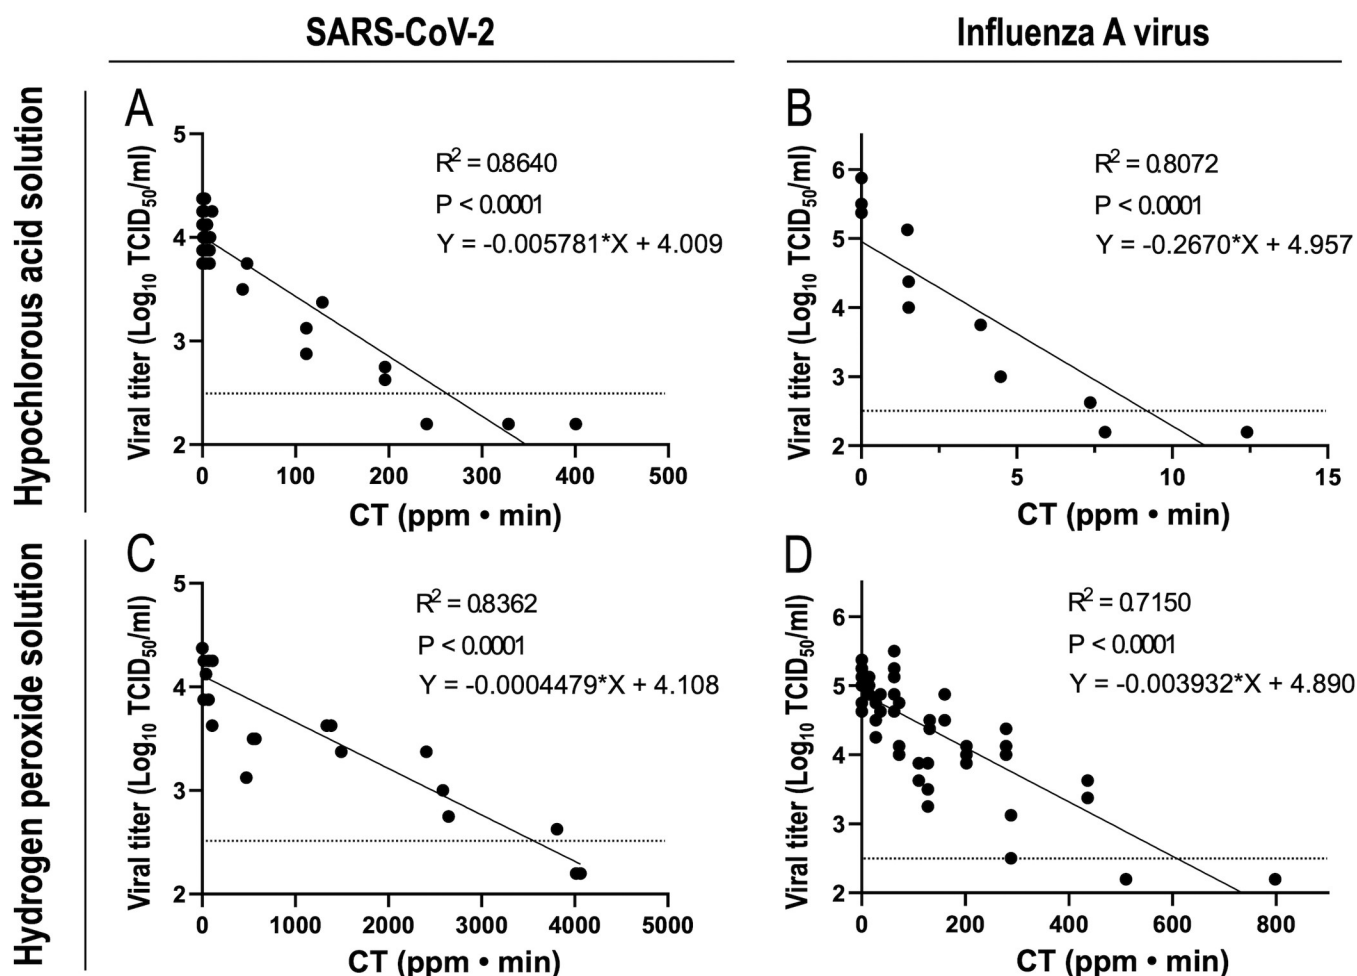 SARS-CoV-2
Influenza A virus
Hypochlorous acid solution
A
Viral titer (Log10 TCID50/ml)
5
4
3
2
R2 = 0.8640
P < 0.0001
Y = -0.005781*X + 4.009
0 100 200 300 400 500
CT (ppm • min)
B
Viral titer (Log10 TCID50/ml)
6
5
4
3
2
R2 = 0.8072
P < 0.0001
Y = -0.2670*X + 4.957
0 5 10 15
CT (ppm • min)
Hydrogen peroxide solution
C
Viral titer (Log10 TCID50/ml)
5
4
3
2
R2 = 0.8362
P < 0.0001
Y = -0.0004479*X + 4.108
0 1000 2000 3000 4000 5000
CT (ppm • min)
D
Viral titer (Log10 TCID50/ml)
6
5
4
3
2
R2 = 0.7150
P < 0.0001
Y = -0.003932*X + 4.890
0 200 400 600 800
CT (ppm • min)